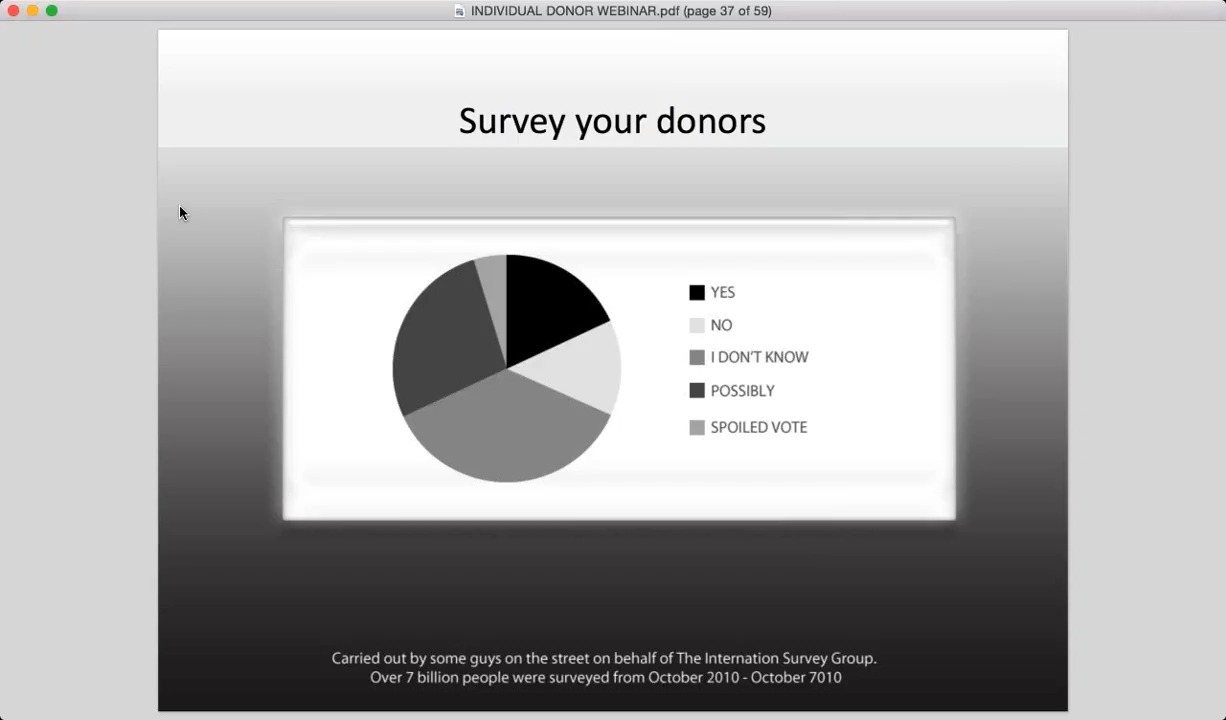 INDIVIDUAL DONOR WEBINAR.pdf (page 37 of 59)
Survey your donors
YES
NO
I DON'T KNOW
POSSIBLY
SPOILED VOTE
Carried out by some guys on the street on behalf of The Internation Survey Group.
Over 7 billion people were surveyed from October 2010 - October 7010